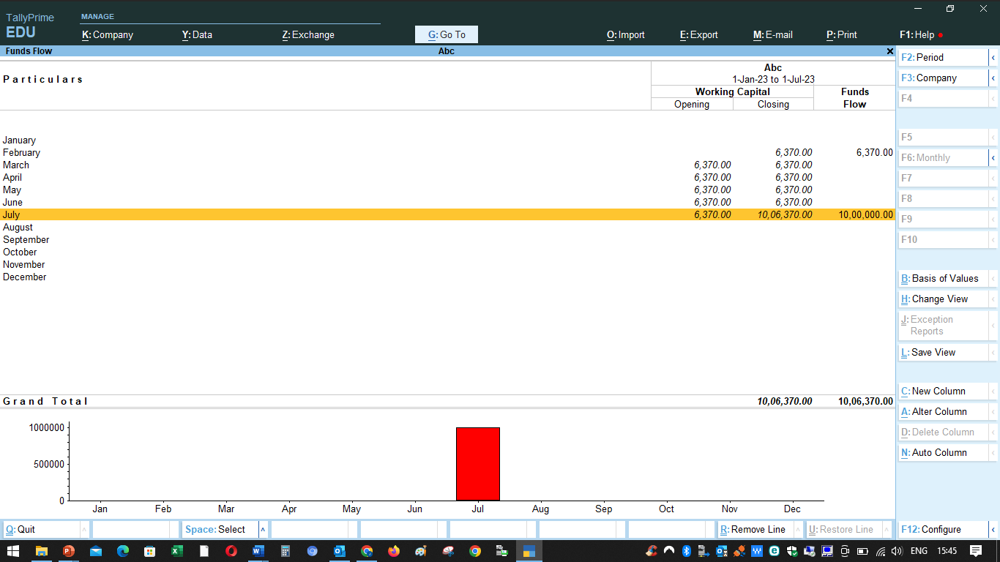 TallyPrime
EDU
MANAGE
K: Company
Y: Data
Z: Exchange
G: Go To
O: Import
E: Export
M: E-mail
P: Print
F1: Help
Funds Flow
Abc
Particulars
Abc
1-Jan-23 to 1-Jul-23
Working Capital
Funds Flow
Opening
Closing
January
February 6,370.00 6,370.00
March 6,370.00 6,370.00
April 6,370.00 6,370.00
May 6,370.00 6,370.00
June 6,370.00 6,370.00
July 6,370.00 10,06,370.00 10,00,000.00
August
September
October
November
December
Grand Total 10,06,370.00 10,06,370.00
1000000
500000
0
Jan Feb Mar Apr May Jun Jul Aug Sep Oct Nov Dec
F2: Period
F3: Company
F4
F5
F6: Monthly
F7
F8
F9
F10
B: Basis of Values
H: Change View
J: Exception
Reports
L: Save View
C: New Column
A: Alter Column
D: Delete Column
N: Auto Column
Q: Quit
Space: Select
R: Remove Line
U: Restore Line
F12: Configure
ENG 15:45